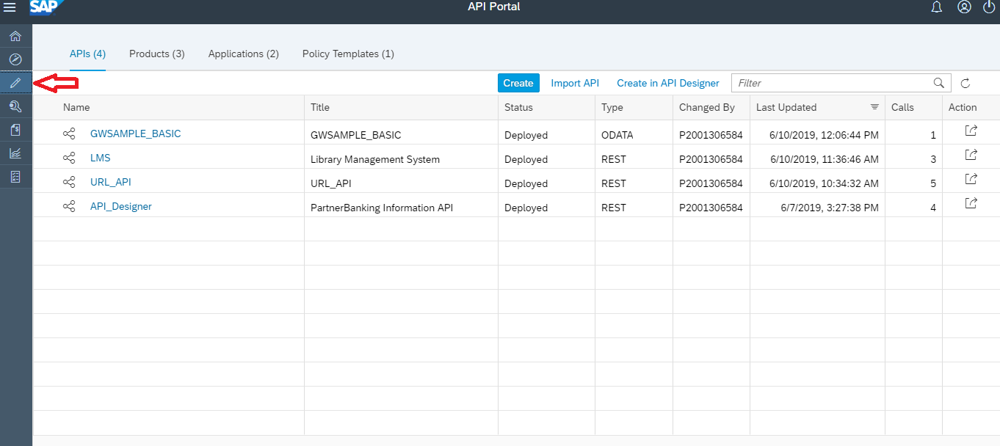 SAP API Portal
APIs (4) Products (3) Applications (2) Policy Templates (1)
Create Import API Create in API Designer Filter
Name Title Status Type Changed By Last Updated Calls Action
GWSAMPLE_BASIC GWSAMPLE_BASIC Deployed ODATA P2001306584 6/10/2019, 12:06:44 PM 1
LMS Library Management System Deployed REST P2001306584 6/10/2019, 11:36:46 AM 3
URL_API URL_API Deployed REST P2001306584 6/10/2019, 10:34:32 AM 5
API_Designer PartnerBanking Information API Deployed REST P2001306584 6/7/2019, 3:27:38 PM 4